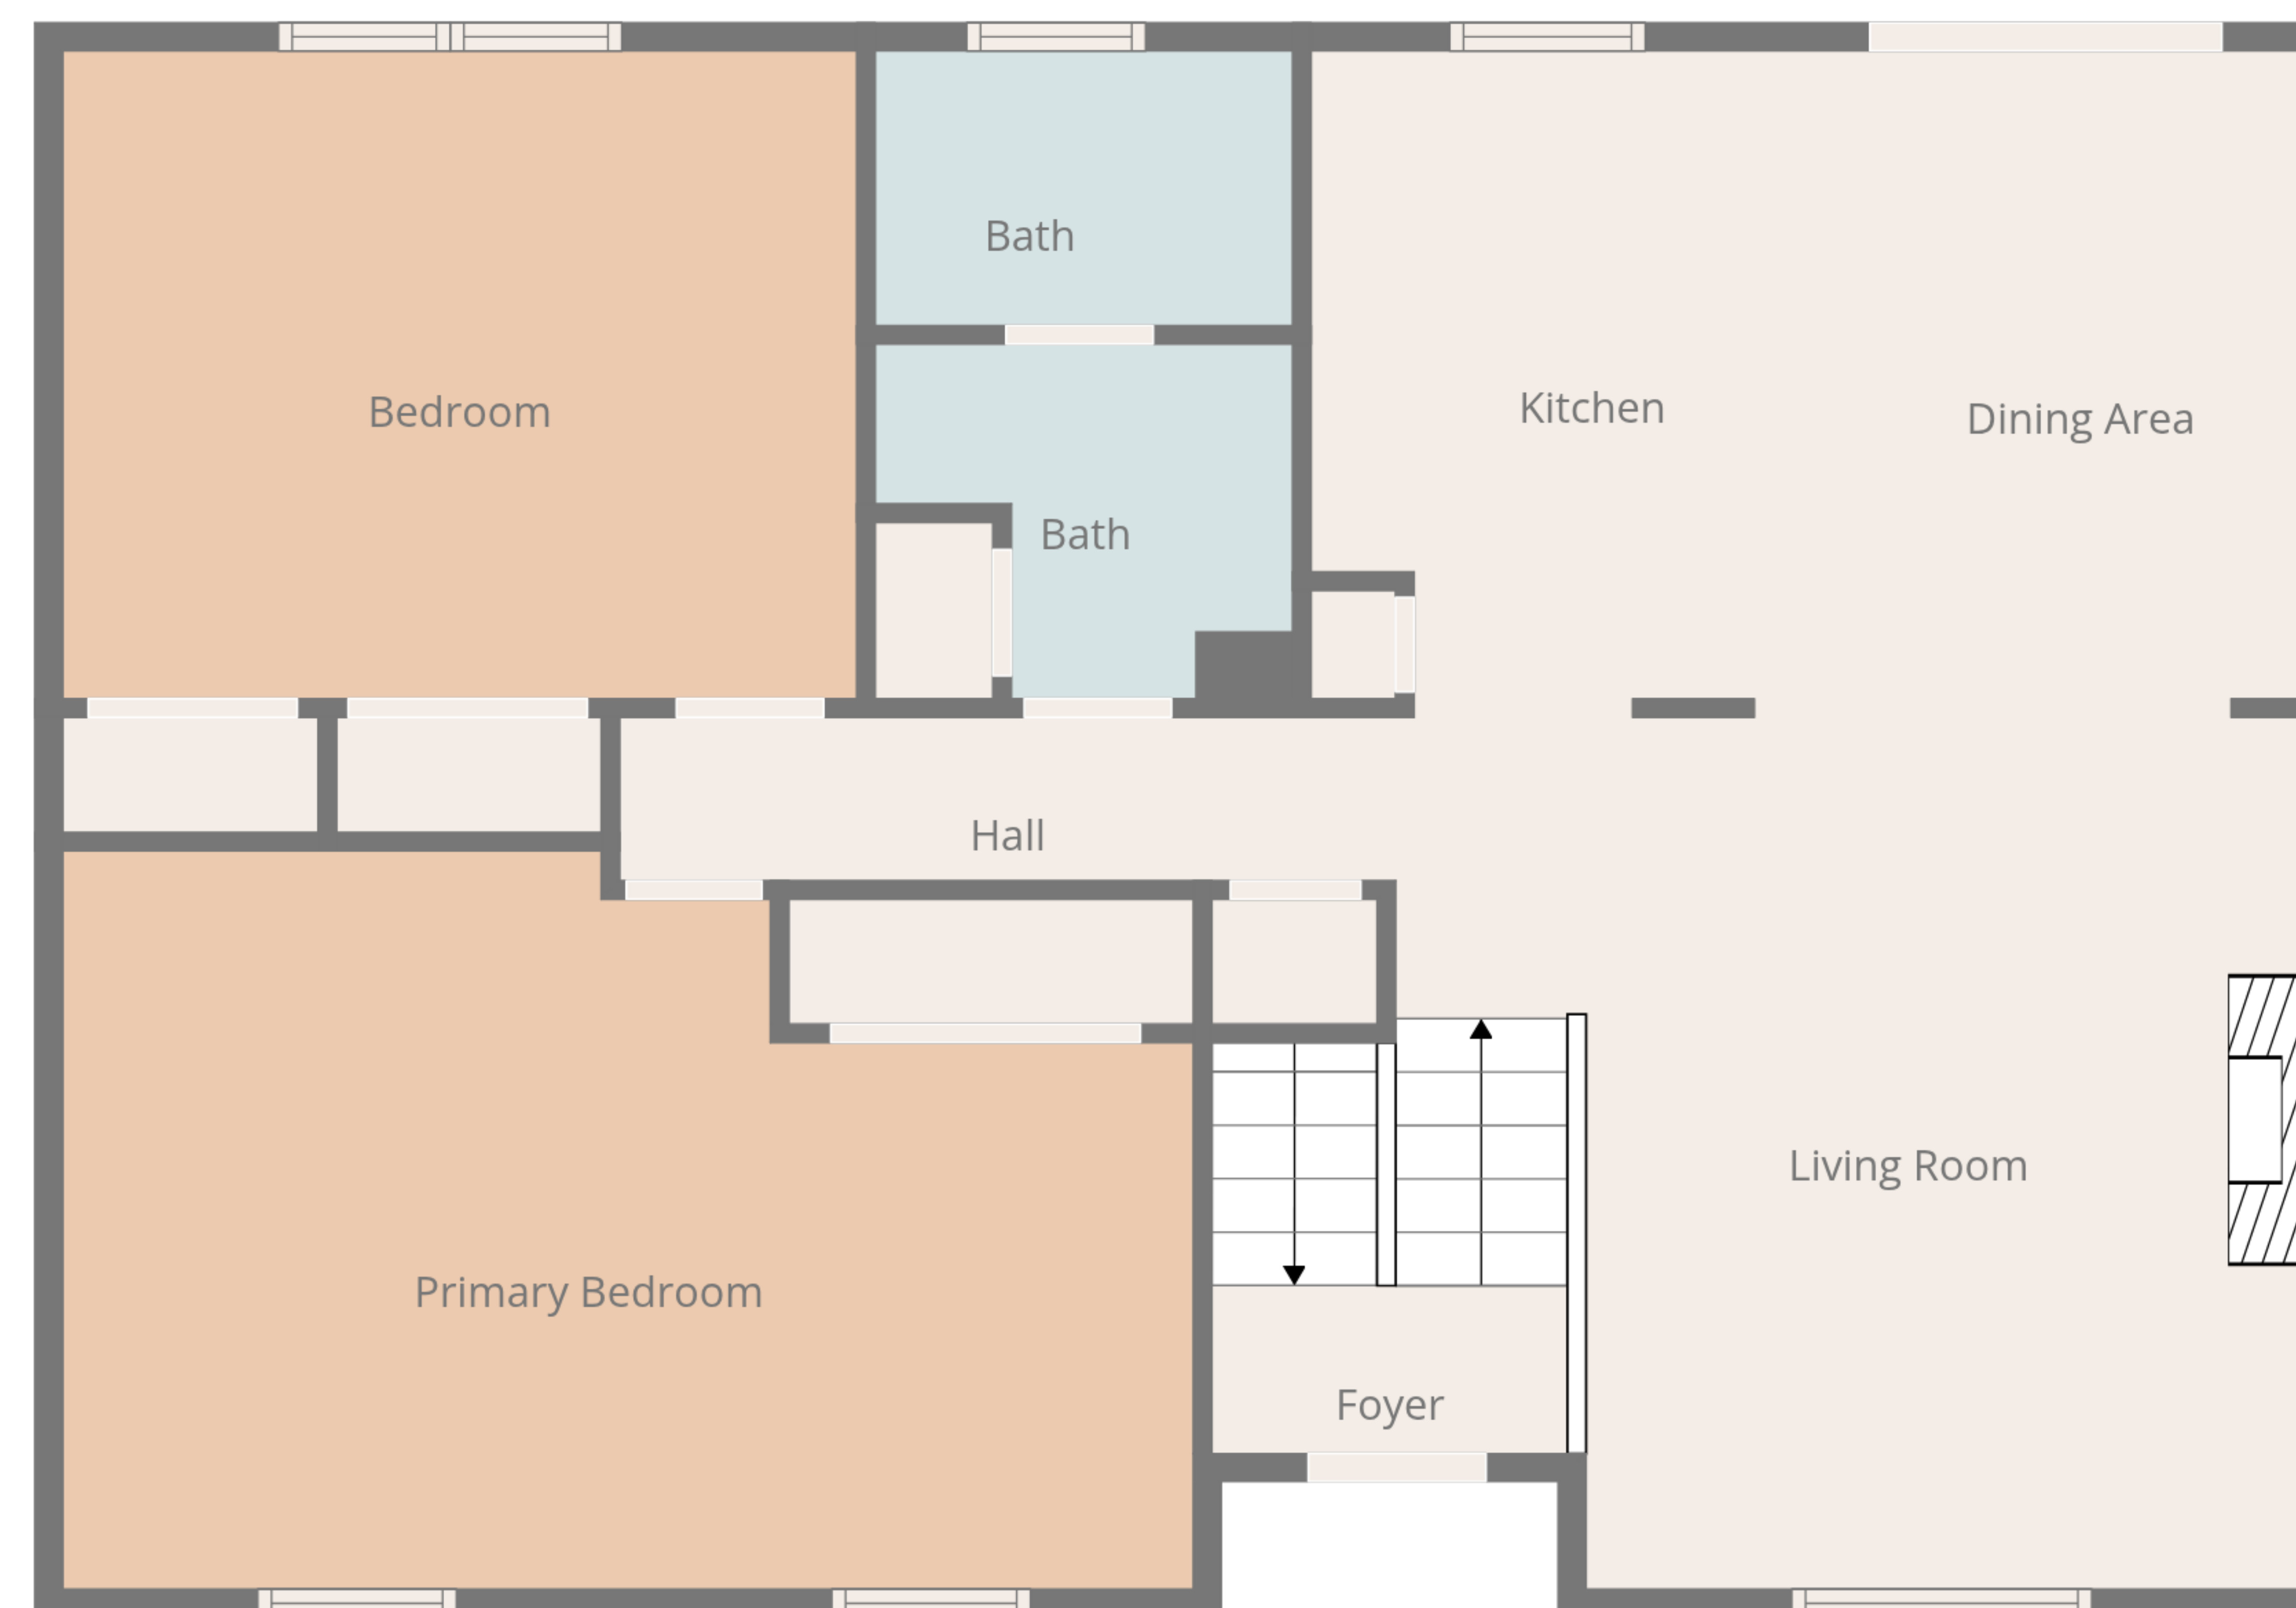 Bath
Bedroom
Kitchen
Dining Area
Bath
Hall
Living Room
Primary Bedroom
Foyer